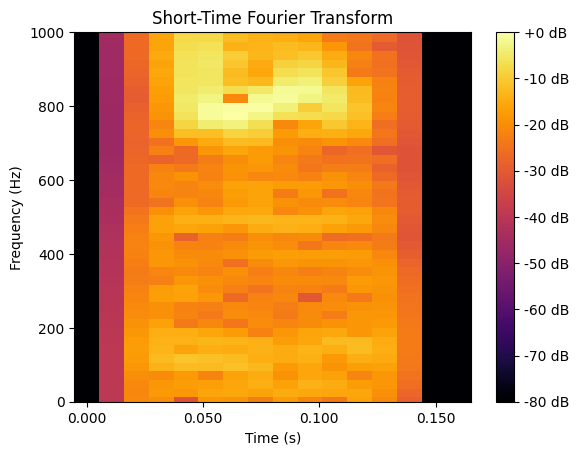 Short-Time Fourier Transform
Frequency (Hz)
1000
800
600
400
200
0
0.000 0.050 0.100 0.150
Time (s)
+0 dB
-10 dB
-20 dB
-30 dB
-40 dB
-50 dB
-60 dB
-70 dB
-80 dB